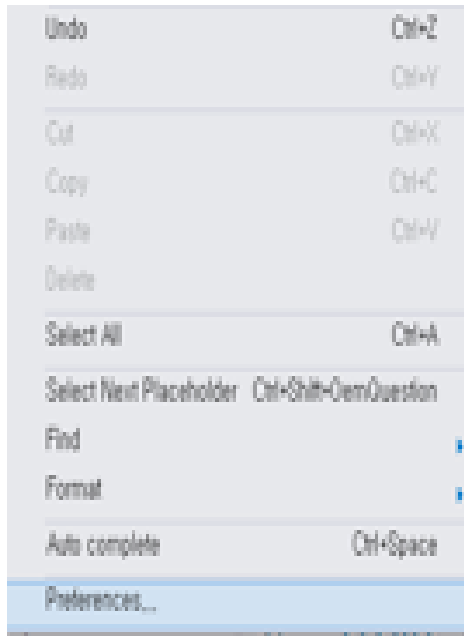 Undo Ctrl+Z
Redo Ctrl+Y
Cut Ctrl+X
Copy Ctrl+C
Paste Ctrl+V
Delete
Select All Ctrl+A
Select Next Placeholder Ctrl+Shift+OemQuestion
Find
Format
Auto complete Ctrl+Space
Preferences...